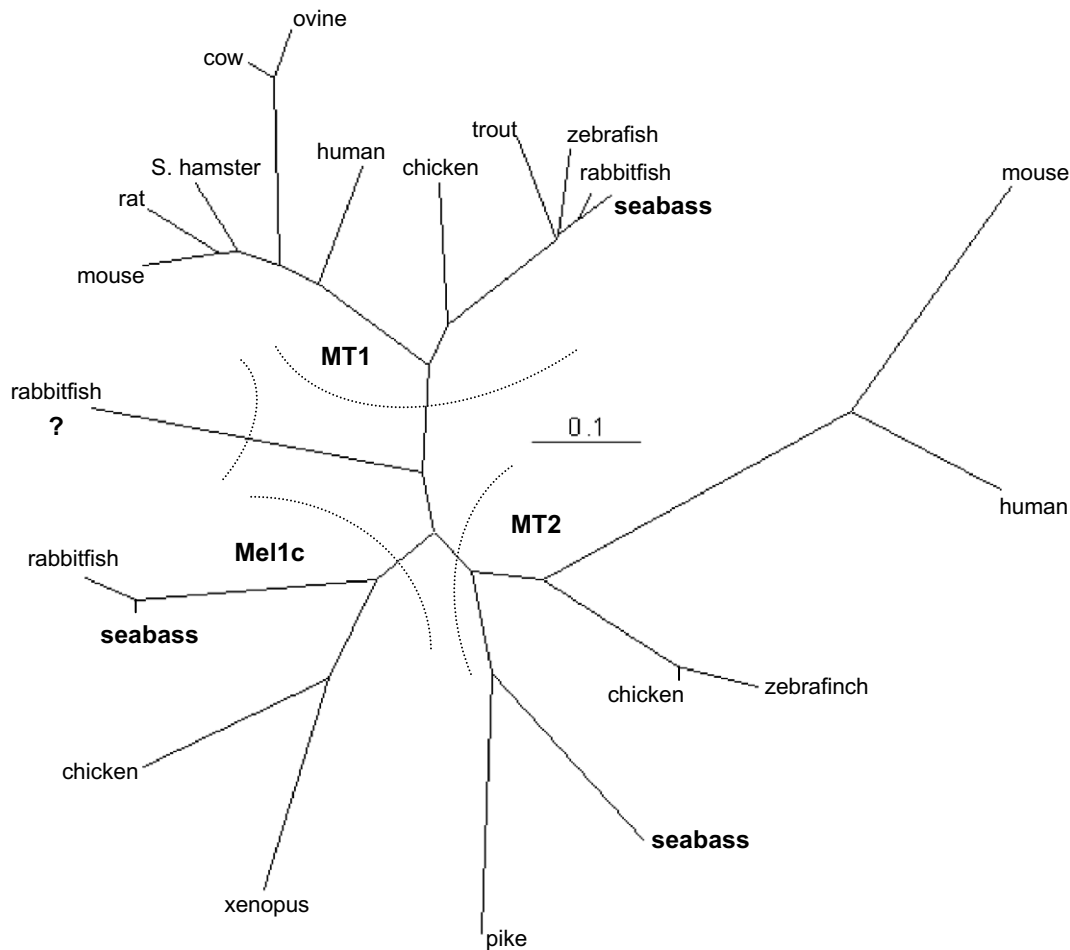 ovine
cow
trout
zebrafish
human
S. hamster
chicken
rabbitfish
mouse
rat
seabass
mouse
MT1
rabbitfish
?
0.1
human
MT2
Mel1c
rabbitfish
seabass
chicken
zebrafinch
chicken
seabass
xenopus
pike